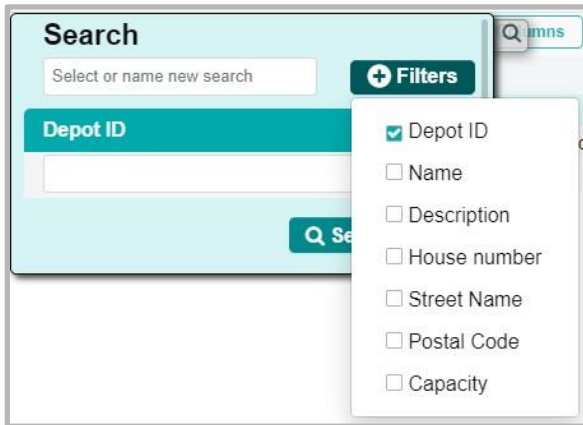 Search
Select or name new search
Filters
Depot ID
Depot ID
Name
Description
House number
Street Name
Postal Code
Capacity